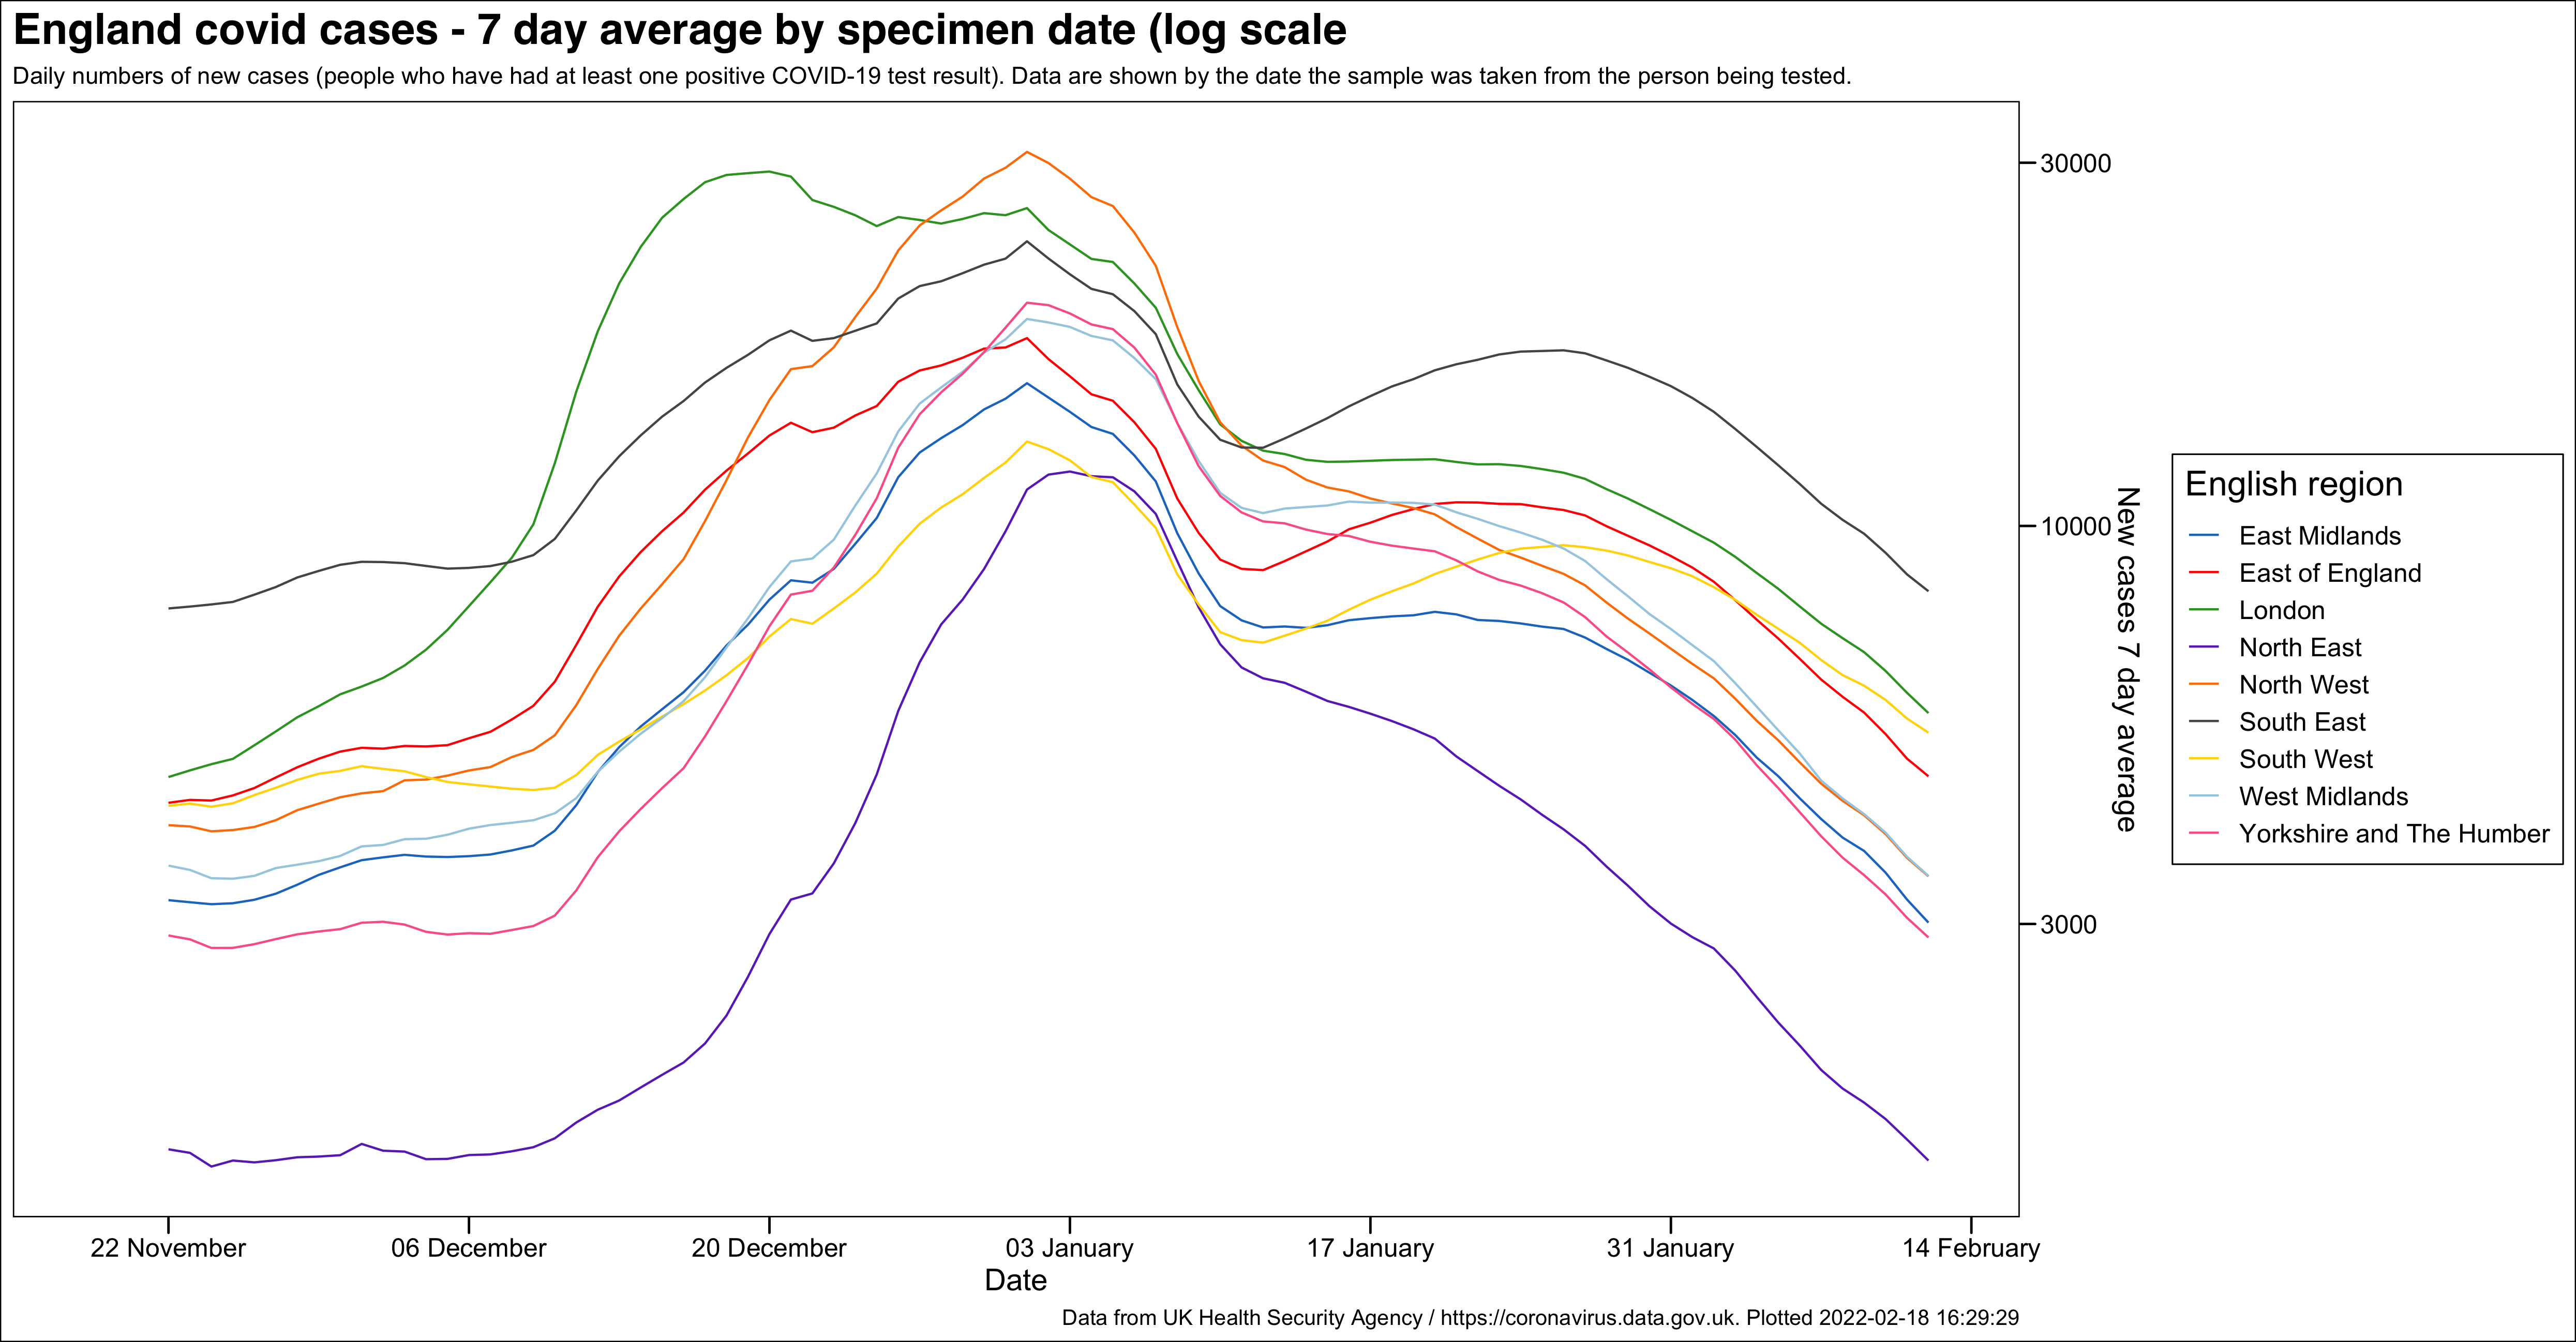 England covid cases - 7 day average by specimen date (log scale
Daily numbers of new cases (people who have had at least one positive COVID-19 test result). Data are shown by the date the sample was taken from the person being tested.
30000
10000
3000
New cases 7 day average
English region
East Midlands
East of England
London
North East
North West
South East
South West
West Midlands
Yorkshire and The Humber
22 November
06 December
20 December
03 January
17 January
31 January
14 February
Date
Data from UK Health Security Agency / https://coronavirus.data.gov.uk. Plotted 2022-02-18 16:29:29